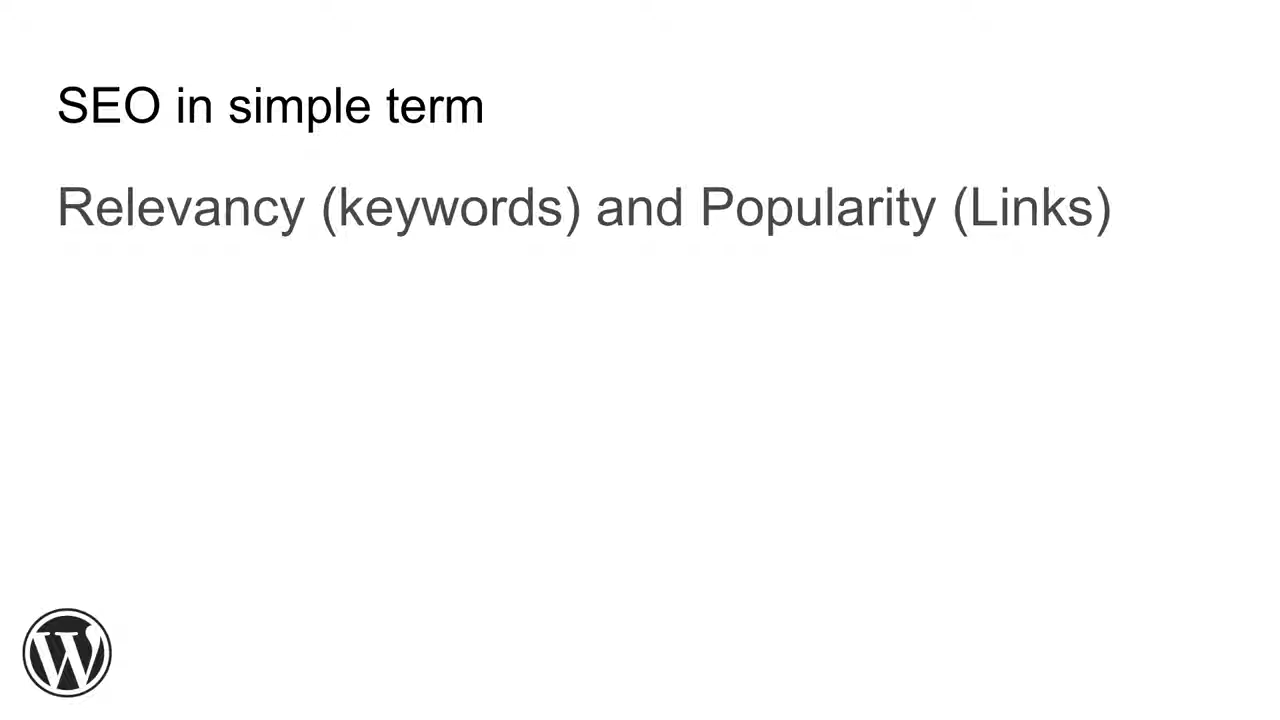 SEO in simple term
Relevancy (keywords) and Popularity (Links)